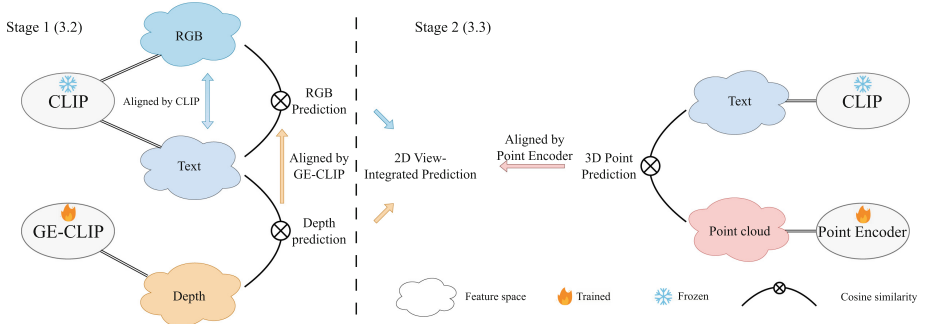 Stage 1 (3.2)
RGB
CLIP
Aligned by CLIP
RGB
Prediction
Text
Aligned by
GE-CLIP
GE-CLIP
Depth
prediction
Depth
Stage 2 (3.3)
2D View-
Integrated Prediction
Aligned by
Point Encoder
3D Point
Prediction
Text
CLIP
Point cloud
Point Encoder
Feature space
Trained
Frozen
Cosine similarity